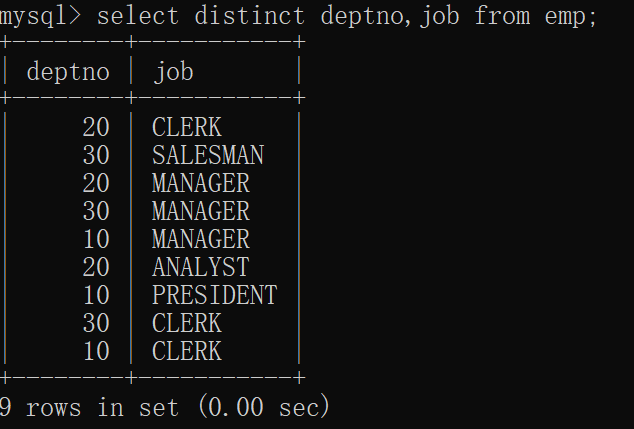 mysql> select distinct deptno,job from emp;
+--------+-----------+
| deptno | job       |
+--------+-----------+
|     20 | CLERK     |
|     30 | SALESMAN  |
|     20 | MANAGER   |
|     30 | MANAGER   |
|     10 | MANAGER   |
|     20 | ANALYST   |
|     10 | PRESIDENT |
|     30 | CLERK     |
|     10 | CLERK     |
+--------+-----------+
9 rows in set (0.00 sec)